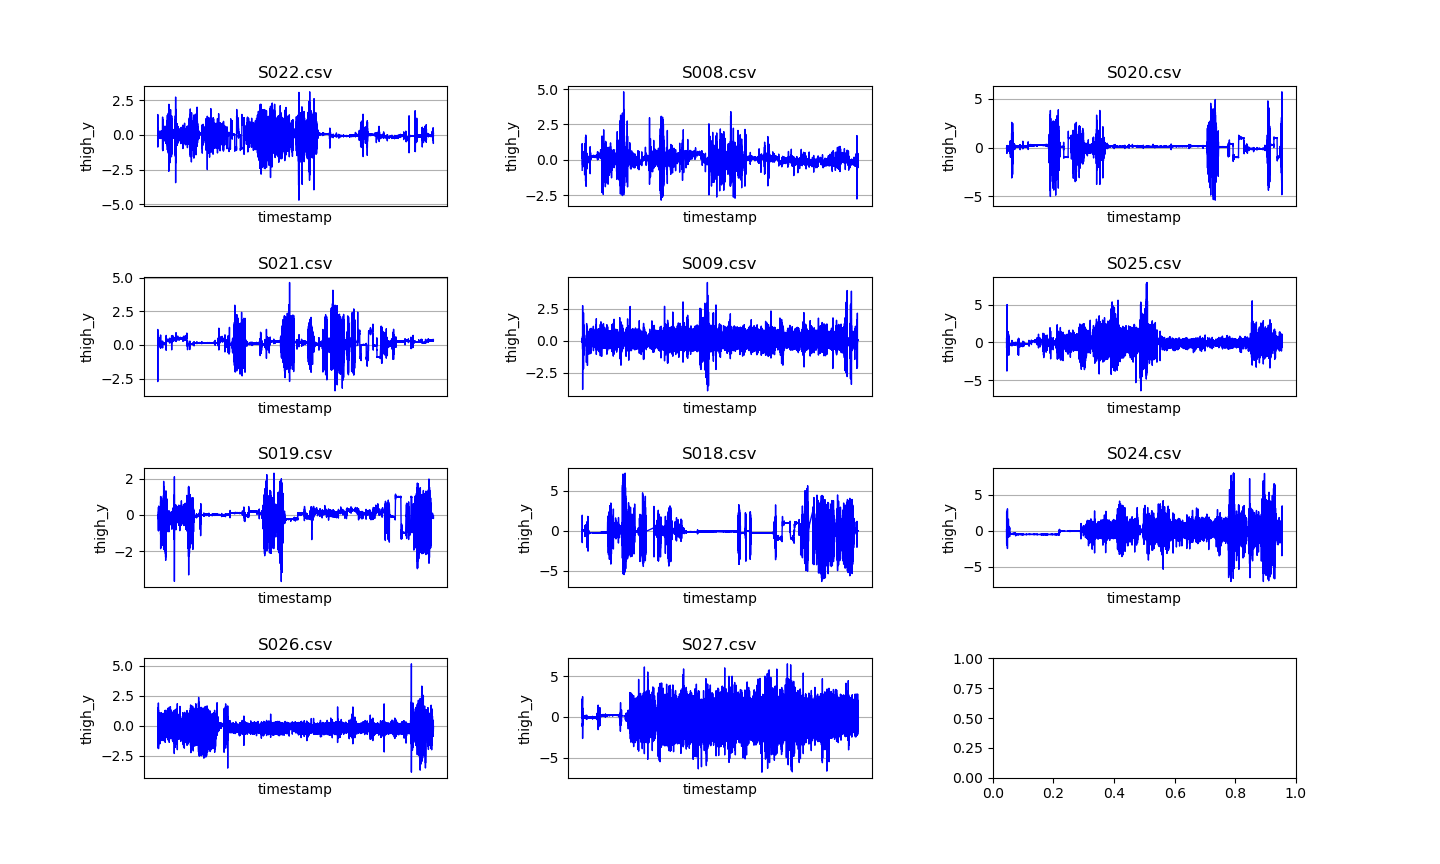 S022.csv
S008.csv
S020.csv
thigh_y
2.5
0.0
−2.5
−5.0
timestamp
thigh_y
5.0
2.5
0.0
−2.5
timestamp
thigh_y
5
0
−5
timestamp
S021.csv
S009.csv
S025.csv
thigh_y
5.0
2.5
0.0
−2.5
timestamp
thigh_y
2.5
0.0
−2.5
timestamp
thigh_y
5
0
−5
timestamp
S019.csv
S018.csv
S024.csv
thigh_y
2
0
−2
timestamp
thigh_y
5
0
−5
timestamp
thigh_y
5
0
−5
timestamp
S026.csv
S027.csv
thigh_y
5.0
2.5
0.0
−2.5
timestamp
thigh_y
5
0
−5
timestamp
1.00
0.75
0.50
0.25
0.00
0.0 0.2 0.4 0.6 0.8 1.0